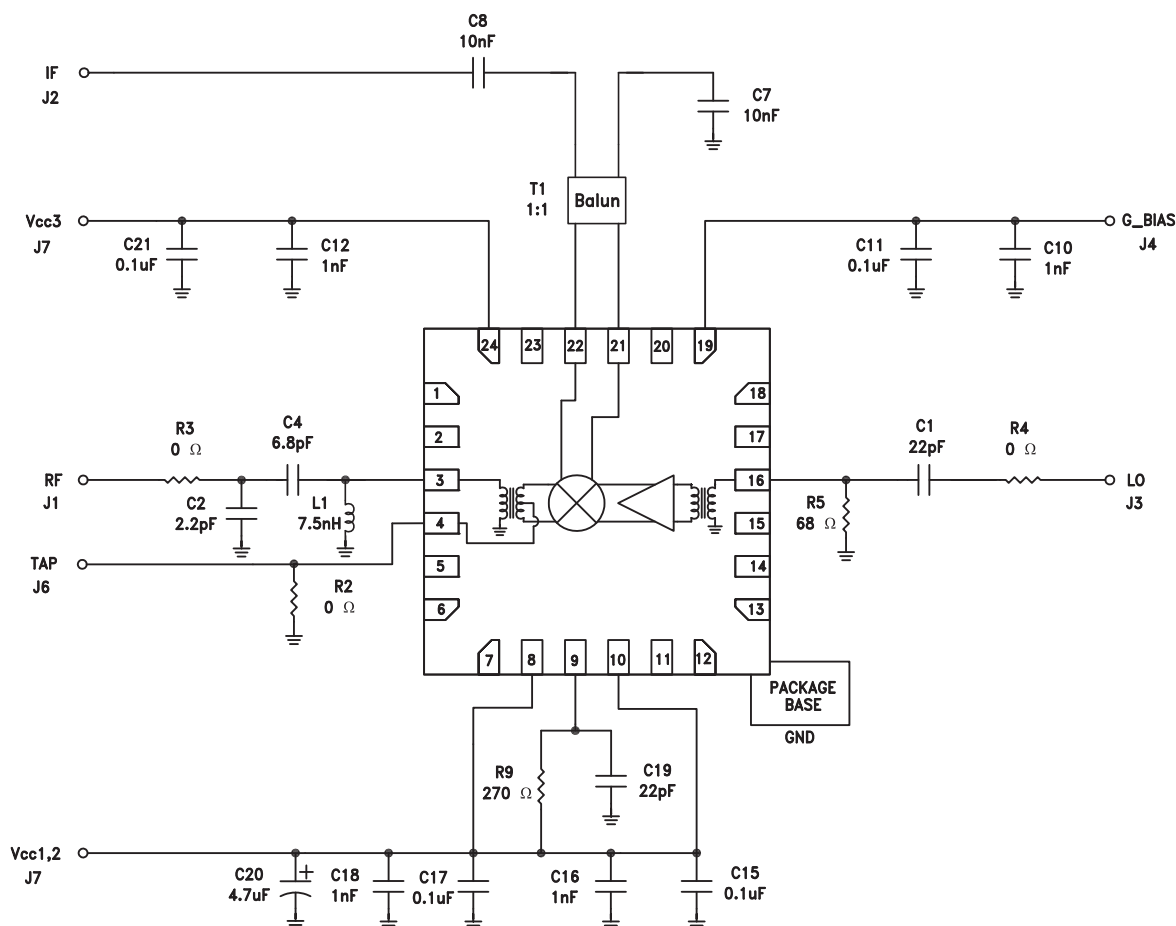 C8
10nF
IF
J2
C7
10nF
T1
1:1
Balun
Vcc3
J7
C21
0.1uF
C12
1nF
C11
0.1uF
C10
1nF
G_BIAS
J4
24
23
22
21
20
19
1
2
3
4
5
6
18
17
16
15
14
13
7
8
9
10
11
12
R3
0 Ω
C4
6.8pF
RF
J1
C2
2.2pF
L1
7.5nH
TAP
J6
R2
0 Ω
C1
22pF
R4
0 Ω
LO
J3
R5
68 Ω
PACKAGE
BASE
GND
R9
270 Ω
C19
22pF
Vcc1,2
J7
C20
4.7uF
+
C18
1nF
C17
0.1uF
C16
1nF
C15
0.1uF